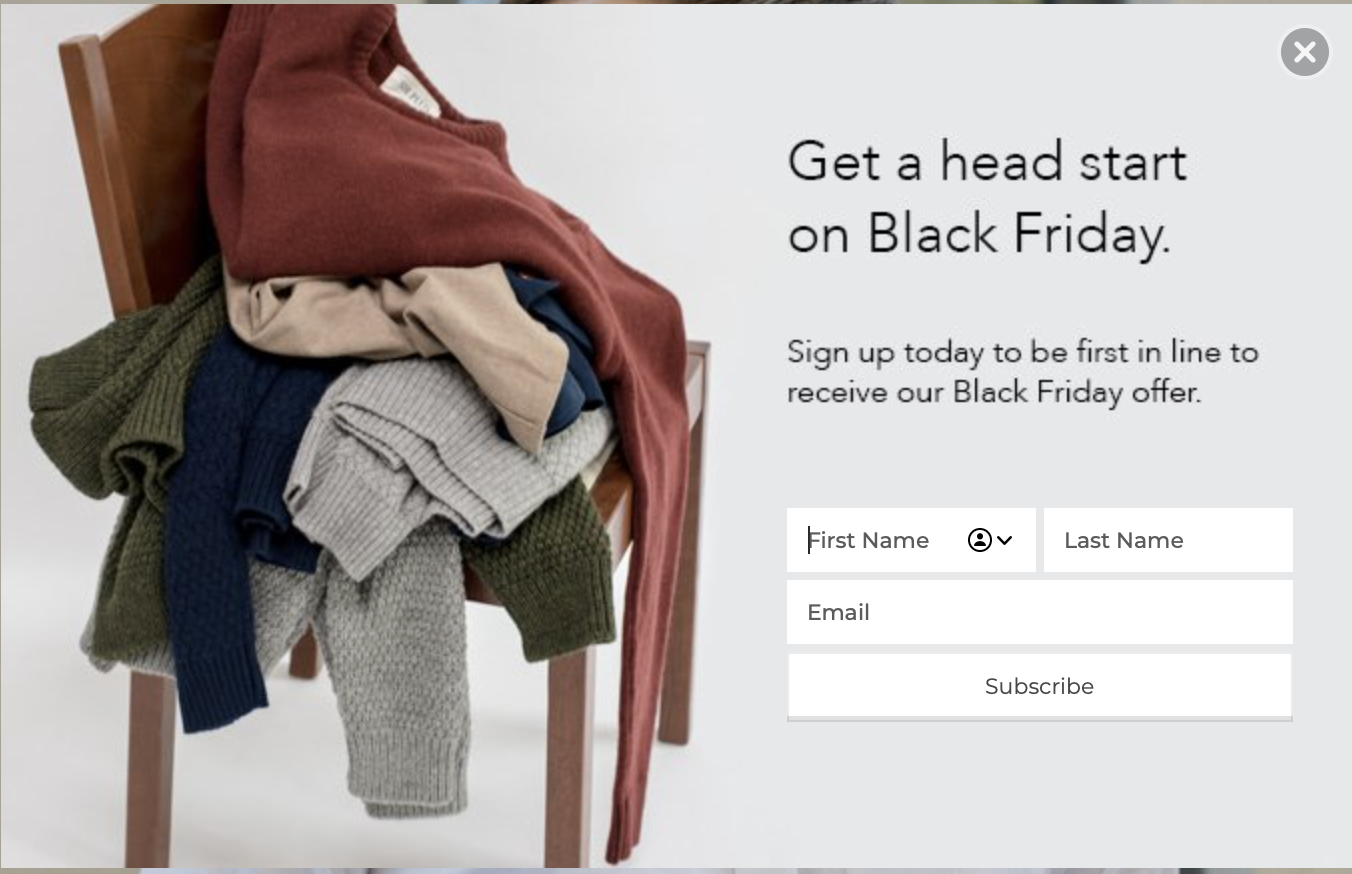 Get a head start
on Black Friday.
Sign up today to be first in line to
receive our Black Friday offer.
First Name
Last Name
Email
Subscribe